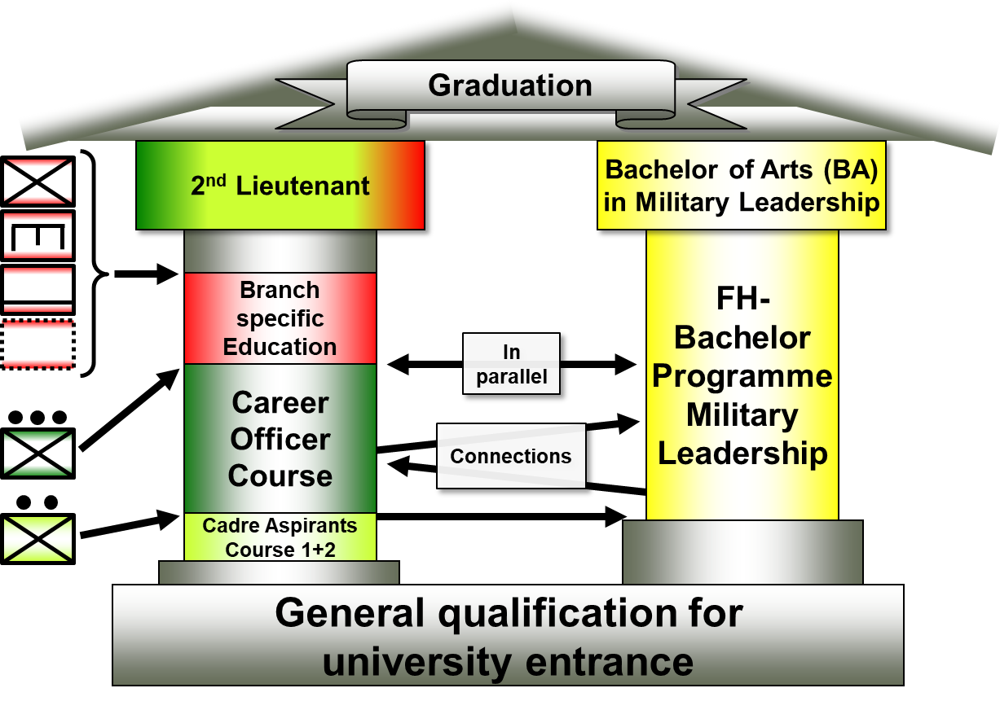 Graduation
2nd Lieutenant
Bachelor of Arts (BA)
in Military Leadership
Branch
specific
Education
FH-
Bachelor
Programme
Military
Leadership
In
parallel
Career
Officer
Course
Connections
Cadre Aspirants
Course 1+2
General qualification for
university entrance